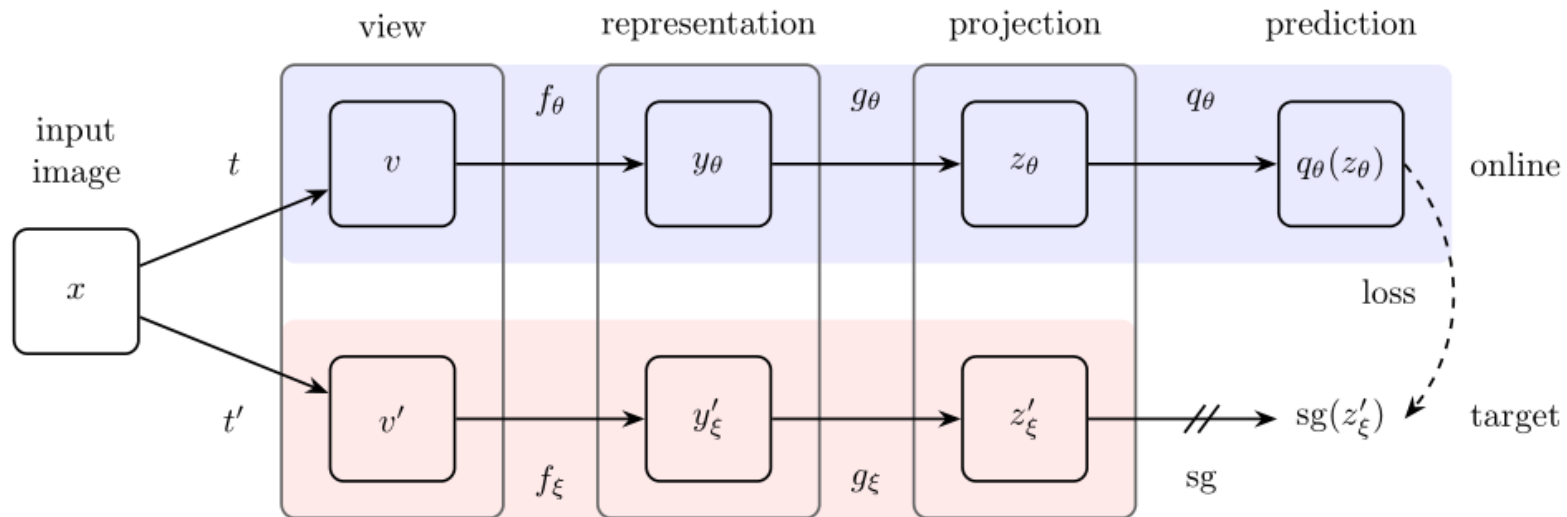 view
representation
projection
prediction
input
image
t
f_θ
g_θ
q_θ
v
y_θ
z_θ
q_θ(z_θ)
online
x
loss
t′
v′
y′_ξ
z′_ξ
sg(z′_ξ)
target
f_ξ
g_ξ
sg